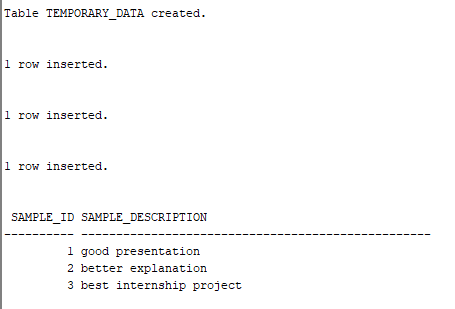 Table TEMPORARY_DATA created.
1 row inserted.
1 row inserted.
1 row inserted.
SAMPLE_ID SAMPLE_DESCRIPTION
---------- --------------------------------------------------
1 good presentation
2 better explanation
3 best internship project